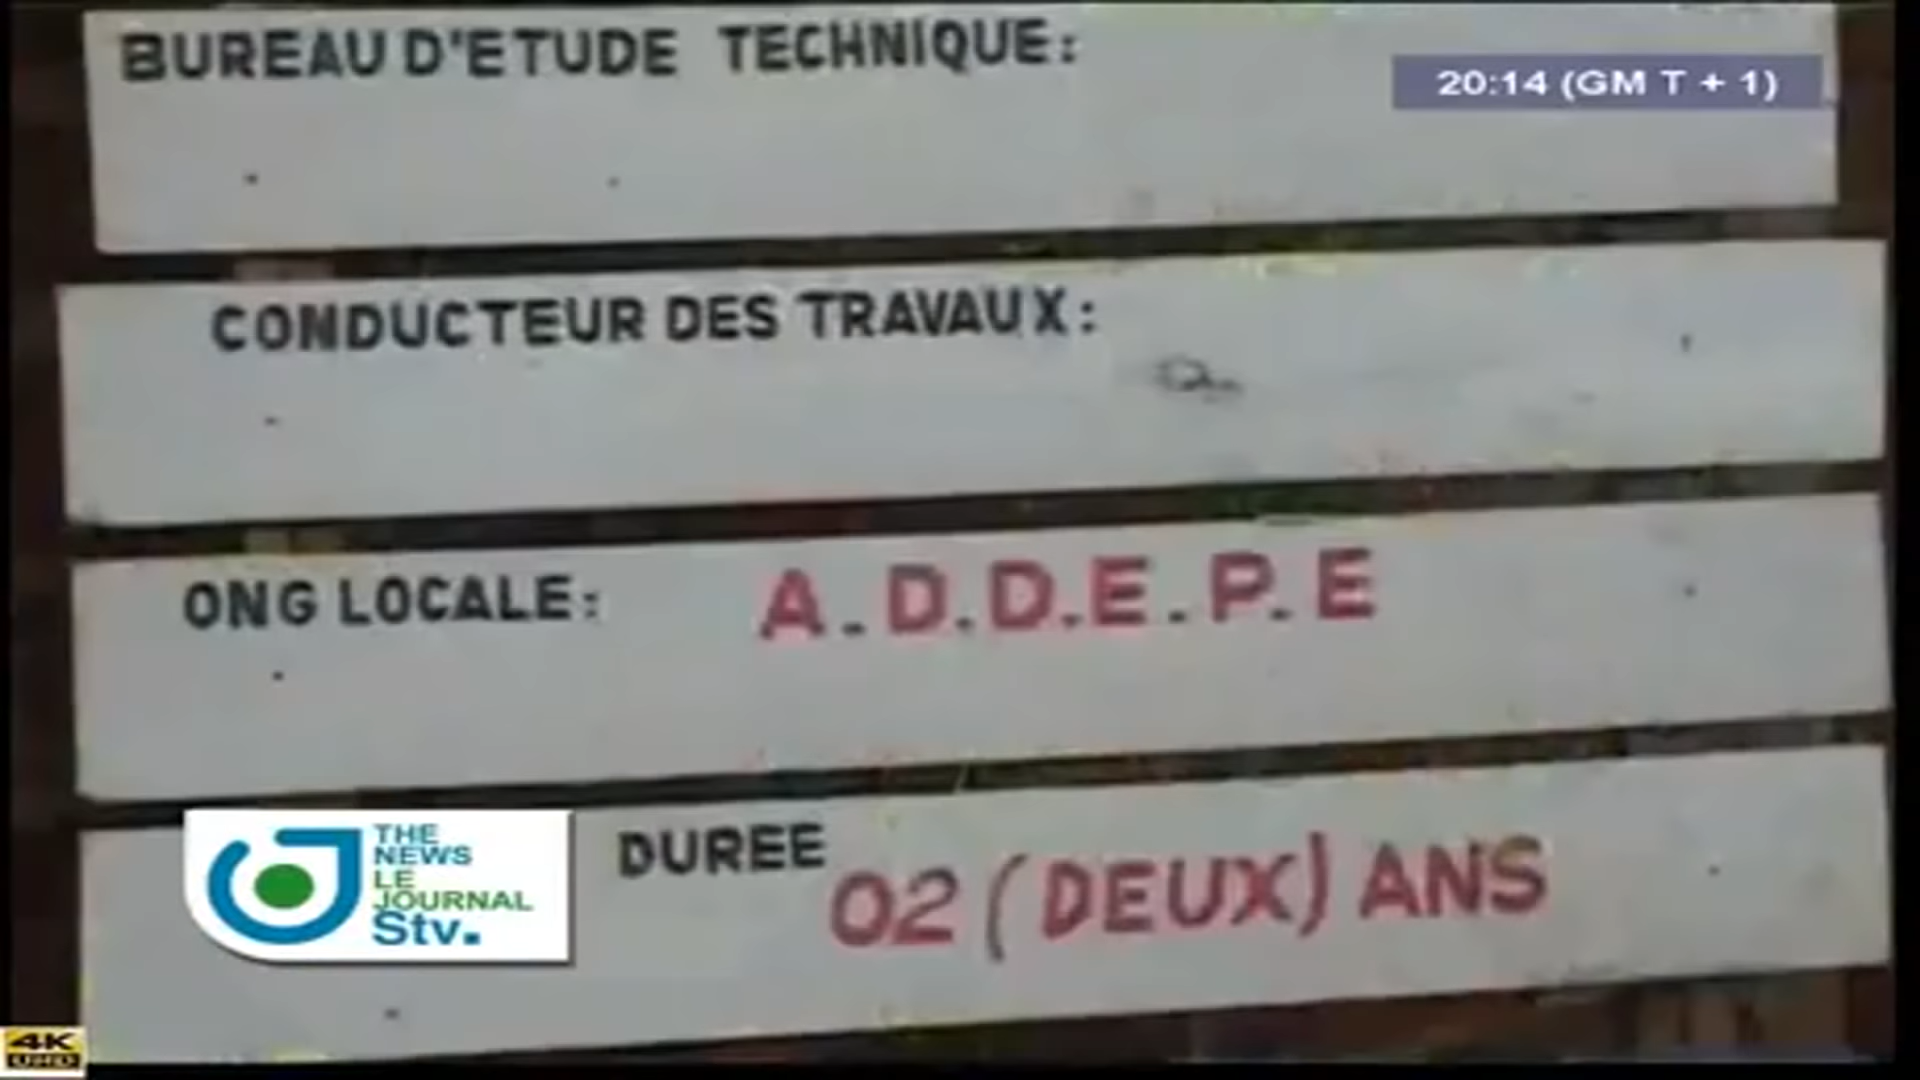 BUREAU D'ETUDE TECHNIQUE:
20:14 (GM T + 1)
CONDUCTEUR DES TRAVAUX:
ONG LOCALE: A.D.D.E.P.E
DUREE 02 (DEUX) ANS
THE
NEWS
LE
JOURNAL
Stv.
4K
UHD